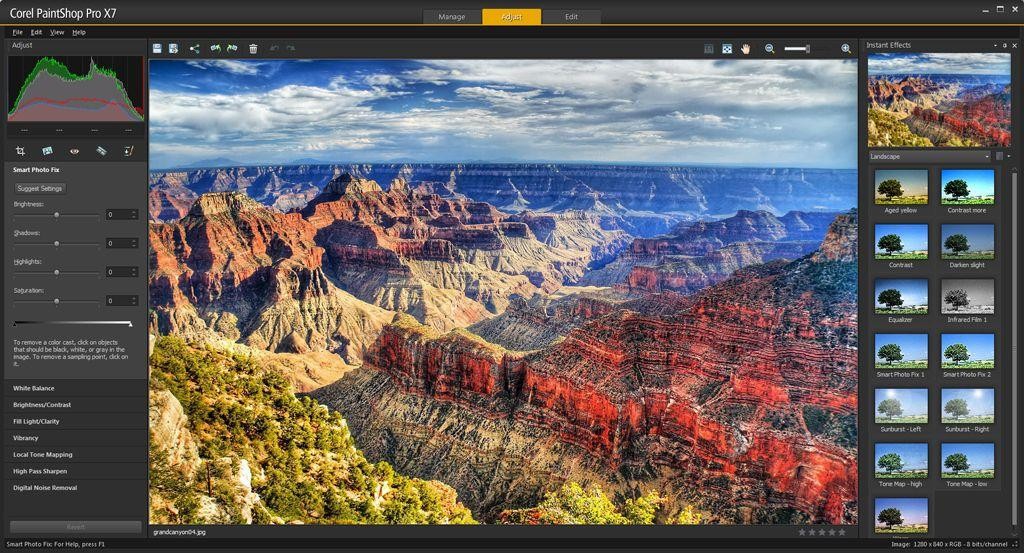 Corel PaintShop Pro X7
Manage Adjust Edit
File Edit View Help
Adjust
Instant Effects
--- --- --- ---
Landscape
Smart Photo Fix
Suggest Settings
Brightness:
0
Shadows:
0
Highlights:
0
Saturation:
0
To remove a color cast, click on objects
that should be black, white, or gray in the
image. To remove a sampling point, click on
it.
White Balance
Brightness/Contrast
Fill Light/Clarity
Vibrancy
Local Tone Mapping
High Pass Sharpen
Digital Noise Removal
Revert
Aged yellow Contrast more
Contrast Darken slight
Equalizer Infrared Film 1
Smart Photo Fix 1 Smart Photo Fix 2
Sunburst - Left Sunburst - Right
Tone Map - high Tone Map - low
grandcanyon04.jpg
Smart Photo Fix: For Help, press F1
Image: 1280 x 840 x RGB - 8 bits/channel